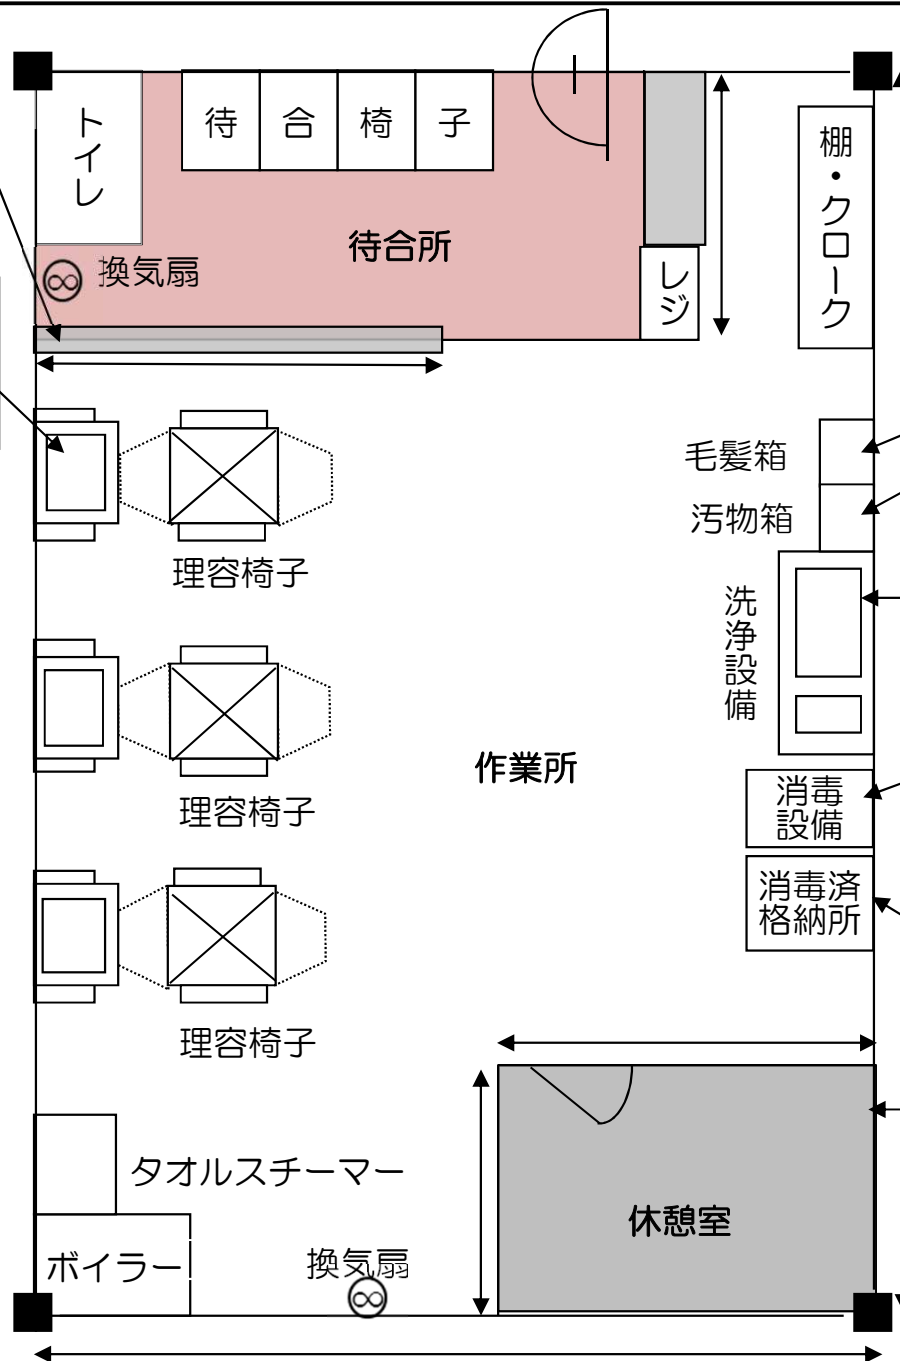 トイレ
待合椅子
待合所
換気扇
レジ
棚・クローク
毛髪箱
汚物箱
理容椅子
洗浄設備
理容椅子
作業所
消毒
設備
消毒済
格納所
理容椅子
タオルスチーマー
休憩室
ボイラー
換気扇